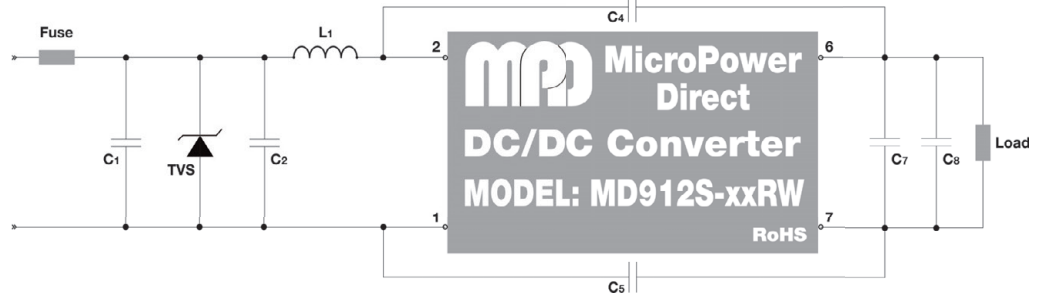 C4
Fuse
L1
2
MPD
MicroPower
Direct
6
DC/DC Converter
C1
TVS
C2
C7
C8
Load
MODEL: MD912S-xxRW
1
7
RoHS
C5